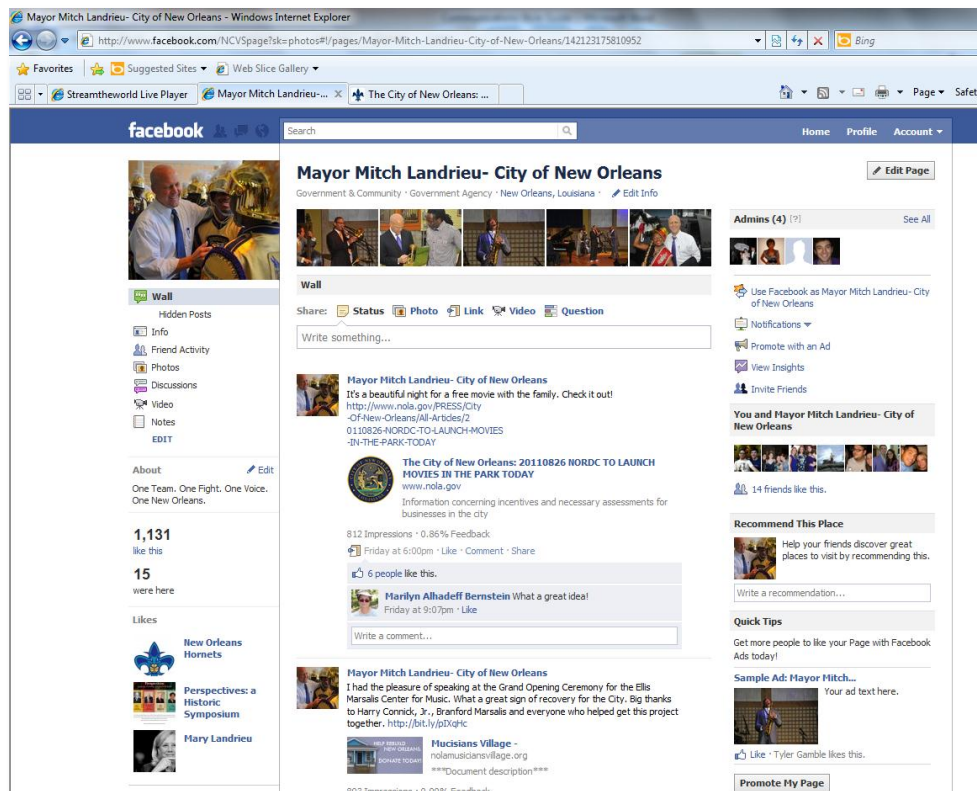 Mayor Mitch Landrieu- City of New Orleans - Windows Internet Explorer
http://www.facebook.com/NCVSpage?sk=photos#!/pages/Mayor-Mitch-Landrieu-City-of-New-Orleans/142123175810952
Bing
Favorites
Suggested Sites
Web Slice Gallery
Streamtheworld Live Player
Mayor Mitch Landrieu-...
The City of New Orleans: ...
Page
Safet
facebook
Search
Home Profile Account
Mayor Mitch Landrieu- City of New Orleans
Edit Page
Government & Community · Government Agency · New Orleans, Louisiana · Edit Info
Wall
Hidden Posts
Info
Friend Activity
Photos
Discussions
Video
Notes
EDIT
About
Edit
One Team. One Fight. One Voice.
One New Orleans.
1,131
like this
15
were here
Likes
New Orleans
Hornets
Perspectives: a
Historic
Symposium
Mary Landrieu
Wall
Share: Status Photo Link Video Question
Write something...
Mayor Mitch Landrieu- City of New Orleans
It's a beautiful night for a free movie with the family. Check it out!
http://www.nola.gov/PRESS/City
-Of-New-Orleans/All-Articles/2
0110826-NORDC-TO-LAUNCH-MOVIES
-IN-THE-PARK-TODAY
The City of New Orleans: 20110826 NORDC TO LAUNCH
MOVIES IN THE PARK TODAY
www.nola.gov
Information concerning incentives and necessary assessments for
businesses in the city
812 Impressions · 0.86% Feedback
Friday at 6:00pm · Like · Comment · Share
6 people like this.
Marilyn Alhadeff Bernstein What a great idea!
Friday at 9:07pm · Like
Write a comment...
Mayor Mitch Landrieu- City of New Orleans
I had the pleasure of speaking at the Grand Opening Ceremony for the Ellis
Marsalis Center for Music. What a great sign of recovery for the City. Big thanks
to Harry Connick, Jr., Branford Marsalis and everyone who helped get this project
together. http://bit.ly/pIXqHc
HELP REBUILD
NEW ORLEANS
DONATE TODAY!
Mucisians Village -
nolamusiciansvillage.org
***Document description***
Admins (4) [?]
See All
Use Facebook as Mayor Mitch Landrieu- City
of New Orleans
Notifications
Promote with an Ad
View Insights
Invite Friends
You and Mayor Mitch Landrieu- City of
New Orleans
14 friends like this.
Recommend This Place
Help your friends discover great
places to visit by recommending this.
Write a recommendation...
Quick Tips
Get more people to like your Page with Facebook
Ads today!
Sample Ad: Mayor Mitch...
Your ad text here.
Like · Tyler Gamble likes this.
Promote My Page